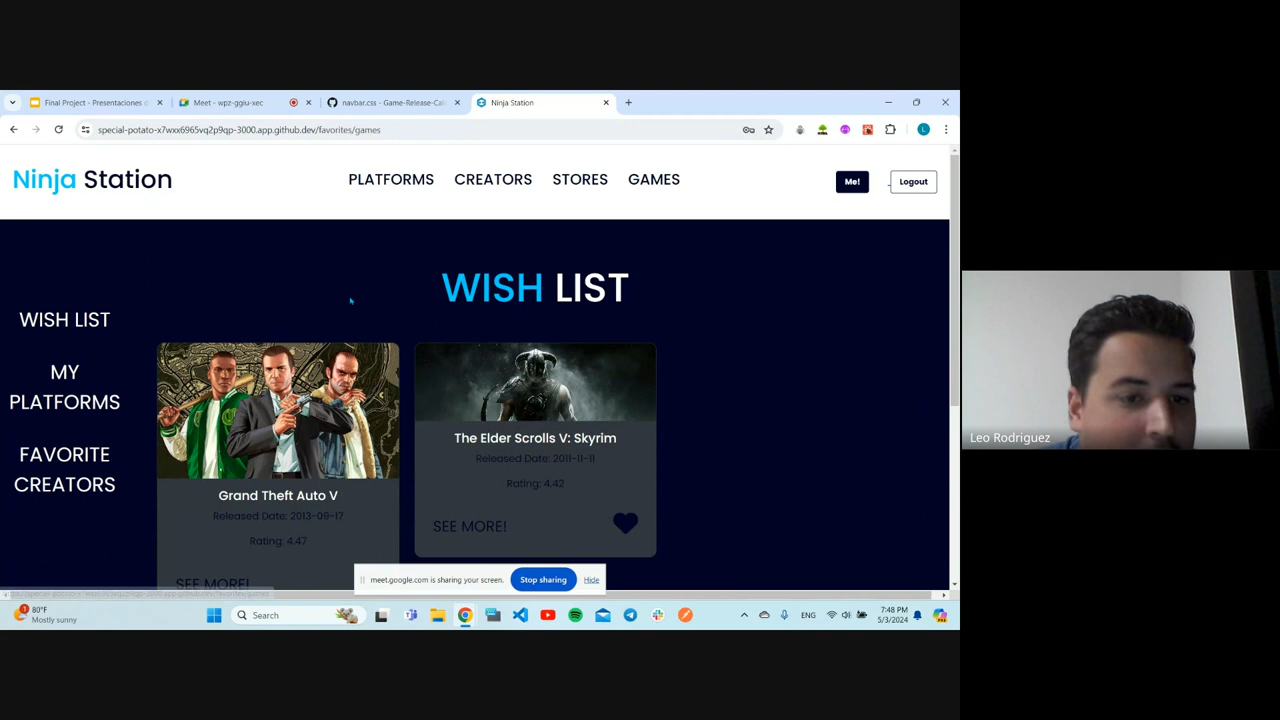 Final Project - Presentaciones d
Meet - wpz-ggiu-xec
navbar.css - Game-Release-Cal
Ninja Station
special-potato-x7wxx6965vq2p9qp-3000.app.github.dev/favorites/games
L
Ninja Station
PLATFORMS
CREATORS
STORES
GAMES
Me!
Logout
WISH LIST
WISH LIST
MY
PLATFORMS
FAVORITE
CREATORS
Grand Theft Auto V
Released Date: 2013-09-17
Rating: 4.47
SEE MORE!
The Elder Scrolls V: Skyrim
Released Date: 2011-11-11
Rating: 4.42
SEE MORE!
meet.google.com is sharing your screen.
Stop sharing
Hide
Leo Rodriguez
1
80°F
Mostly sunny
Search
ENG
7:48 PM
5/3/2024